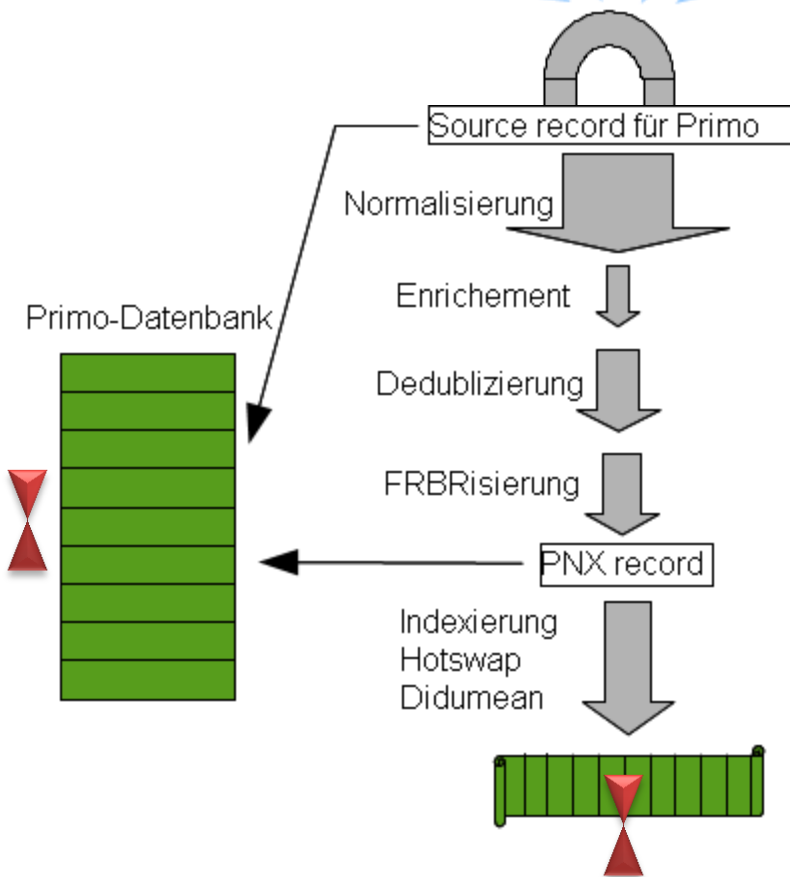 Source record für Primo
Normalisierung
Enrichement
Primo-Datenbank
Dedublizierung
FRBRisierung
PNX record
Indexierung
Hotswap
Didumean